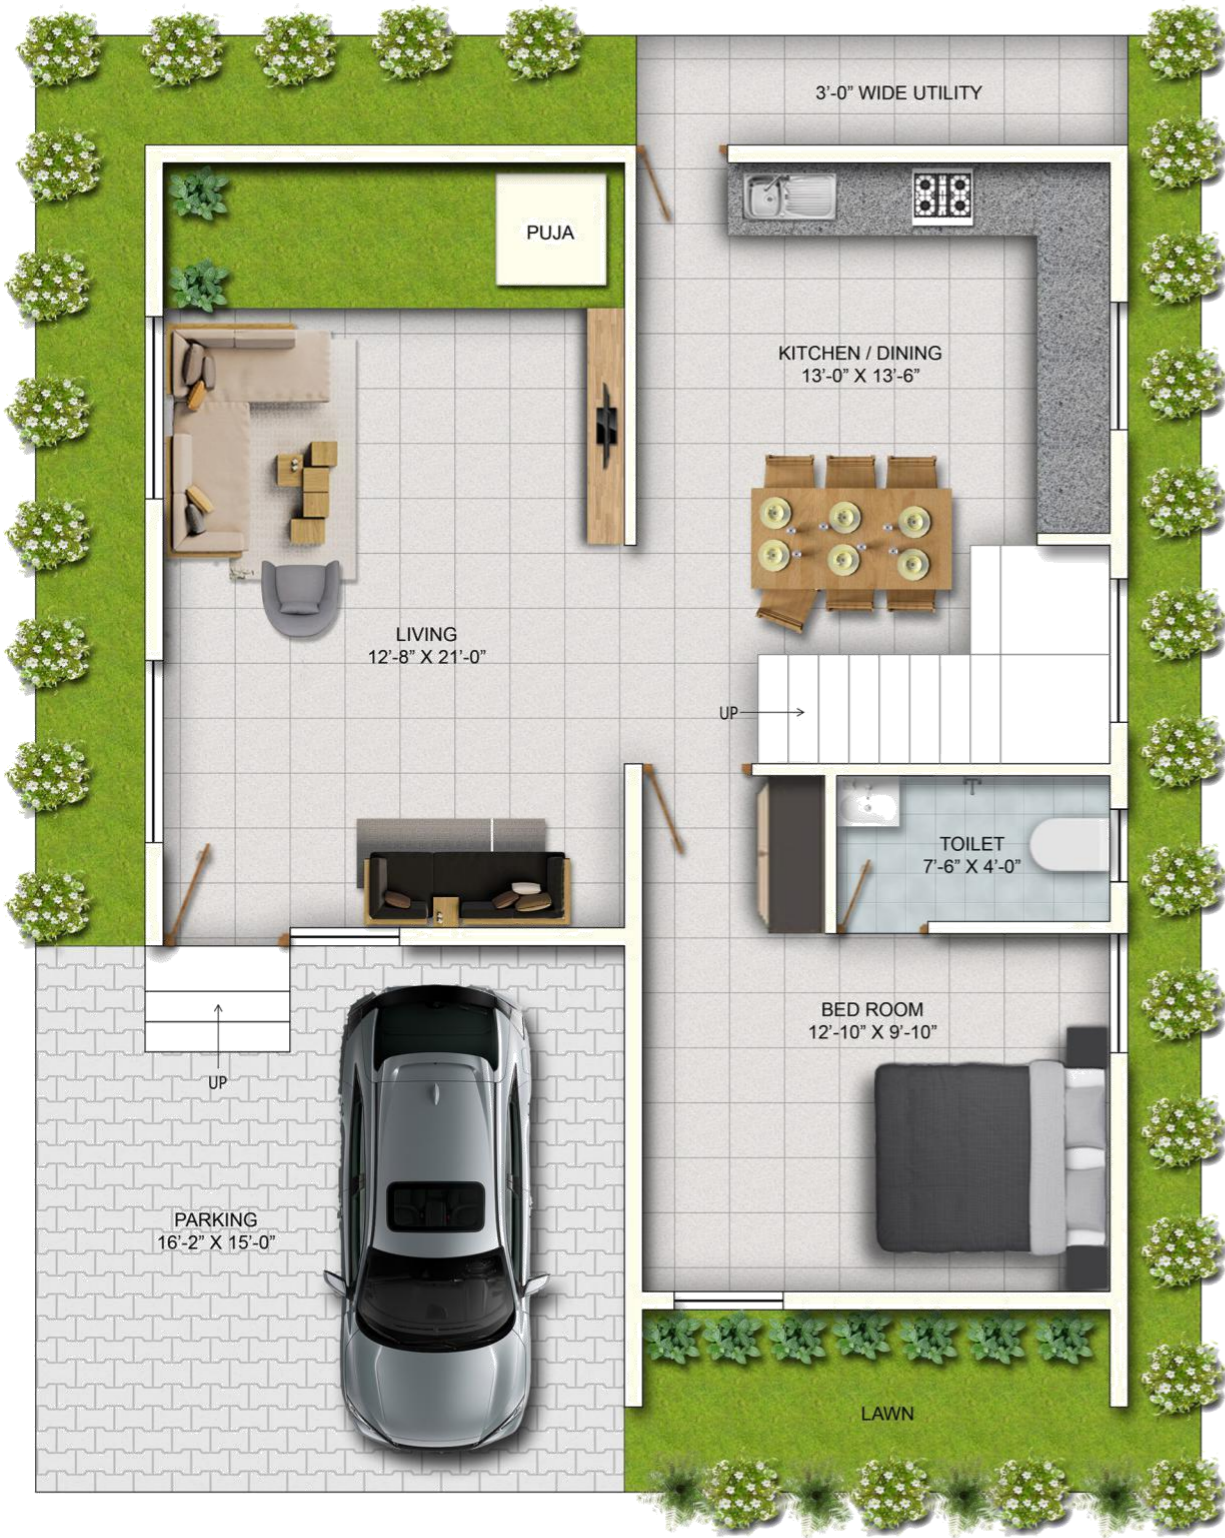 3'-0” WIDE UTILITY
PUJA
KITCHEN / DINING
13'-0” X 13'-6”
LIVING
12'-8” X 21'-0”
UP
TOILET
7'-6” X 4'-0”
BED ROOM
12'-10” X 9'-10”
UP
PARKING
16'-2” X 15'-0”
LAWN